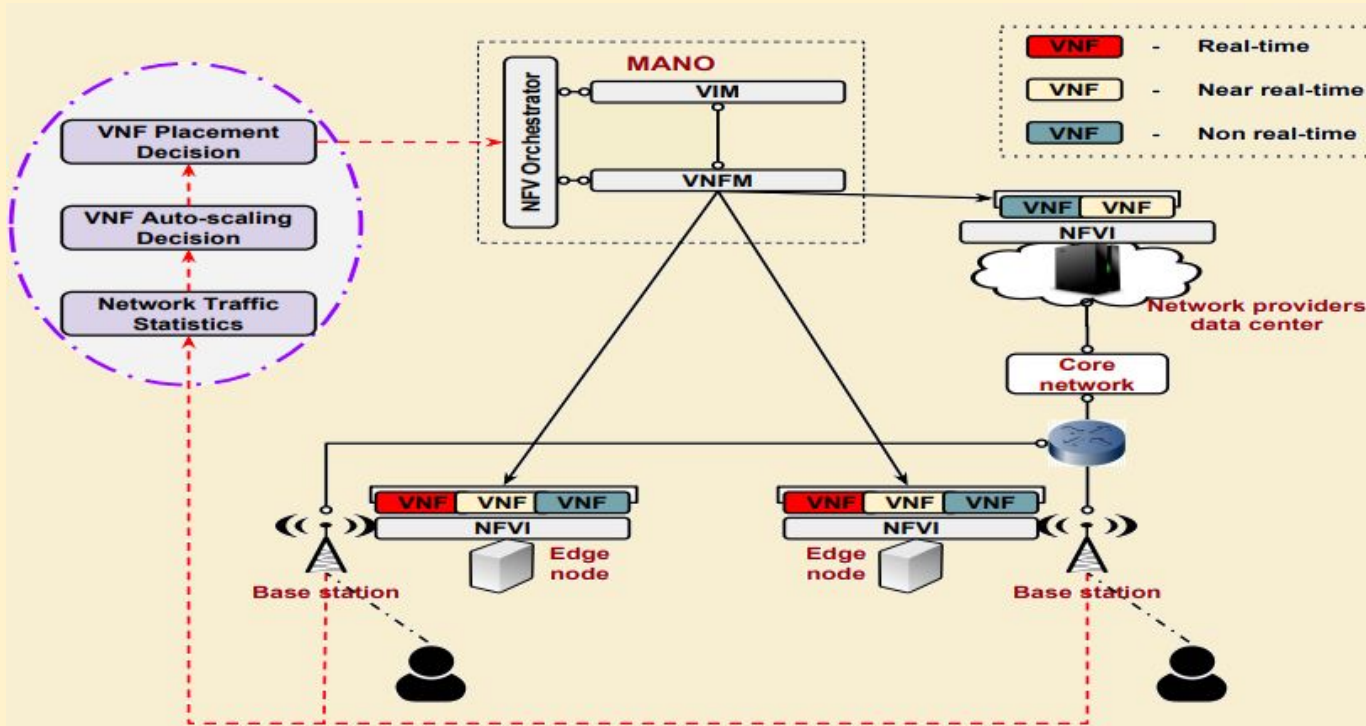 MANO
NFV Orchestrator
VIM
VNFM
VNF - Real-time
VNF - Near real-time
VNF - Non real-time
VNF Placement
Decision
VNF Auto-scaling
Decision
Network Traffic
Statistics
VNF VNF
NFVI
Network providers
data center
Core
network
VNF VNF VNF
NFVI
Edge
node
Base station
VNF VNF VNF
NFVI
Edge
node
Base station